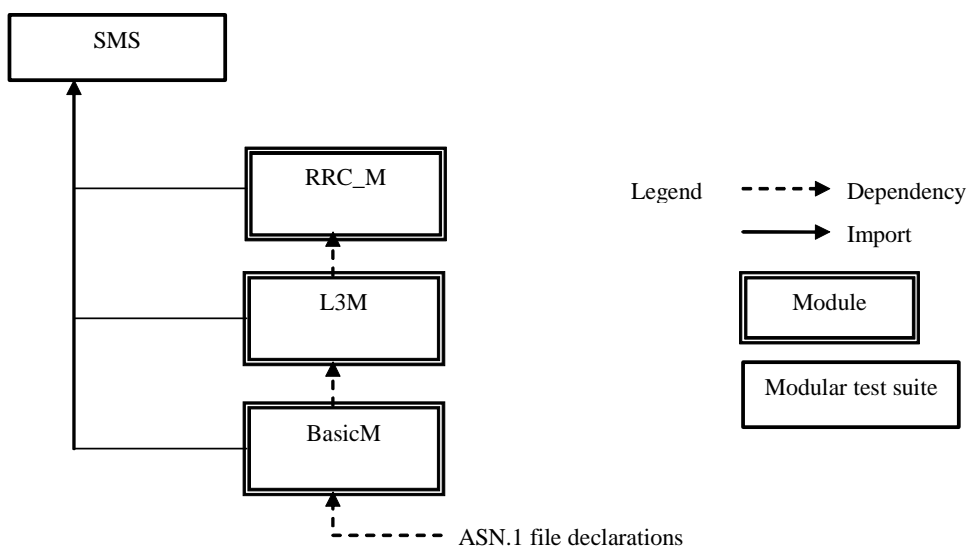 SMS
RRC_M
Legend
Dependency
Import
L3M
Module
Modular test suite
BasicM
ASN.1 file declarations